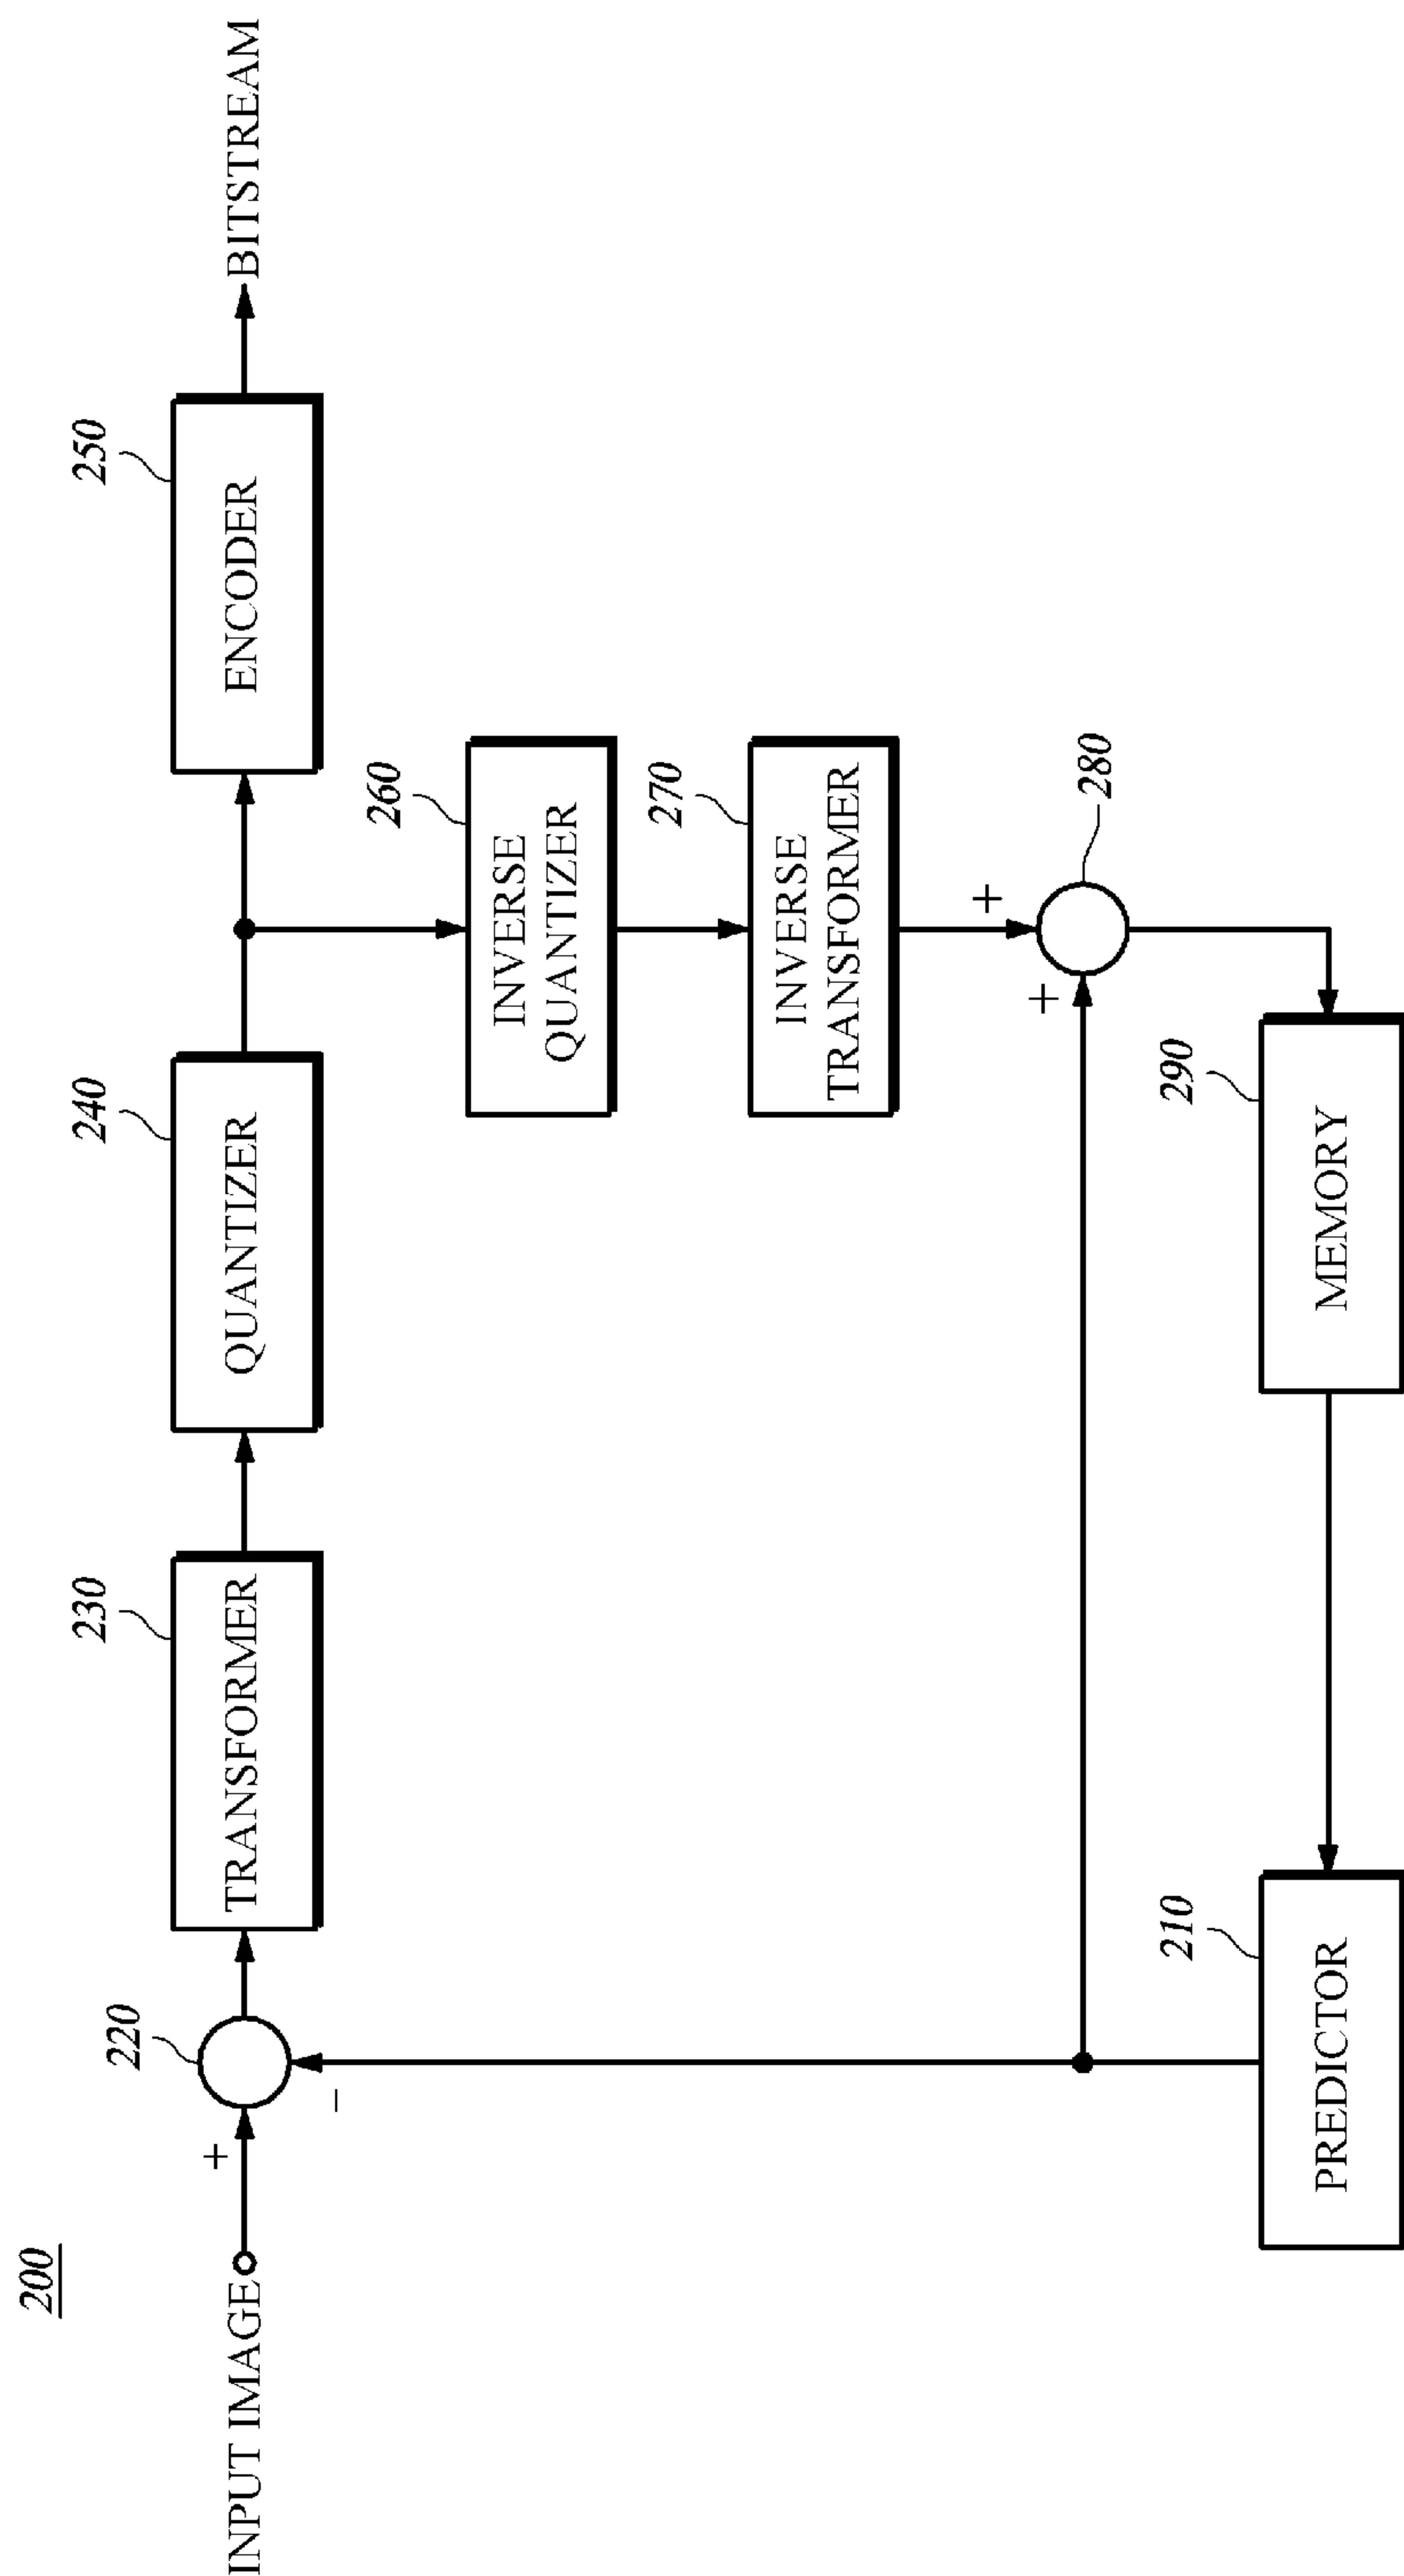 200
INPUT IMAGE
+
−
220
230
TRANSFORMER
240
QUANTIZER
250
ENCODER
BITSTREAM
260
INVERSE
QUANTIZER
270
INVERSE
TRANSFORMER
+
+
280
210
PREDICTOR
290
MEMORY